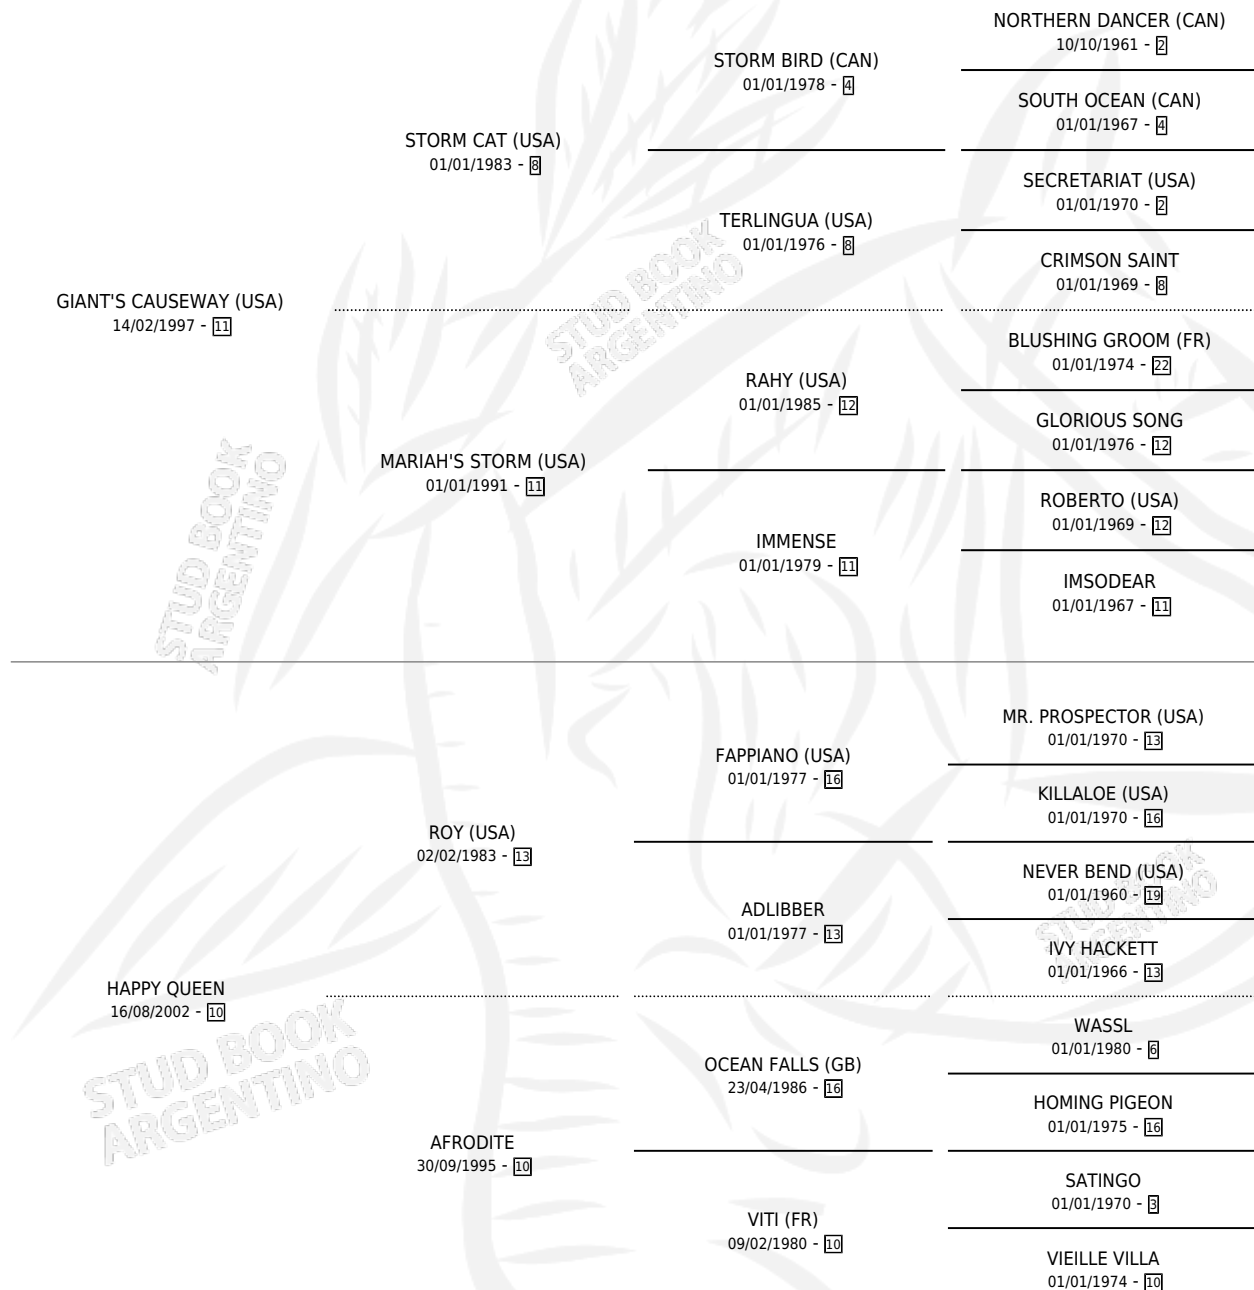 NORTHERN DANCER (CAN)
10/10/1961 - 2
STORM BIRD (CAN)
01/01/1978 - 4
SOUTH OCEAN (CAN)
01/01/1967 - 4
STORM CAT (USA)
01/01/1983 - 8
SECRETARIAT (USA)
01/01/1970 - 2
TERLINGUA (USA)
01/01/1976 - 8
CRIMSON SAINT
01/01/1969 - 8
GIANT'S CAUSEWAY (USA)
14/02/1997 - 11
BLUSHING GROOM (FR)
01/01/1974 - 22
RAHY (USA)
01/01/1985 - 12
GLORIOUS SONG
01/01/1976 - 12
MARIAH'S STORM (USA)
01/01/1991 - 11
ROBERTO (USA)
01/01/1969 - 12
IMMENSE
01/01/1979 - 11
IMSODEAR
01/01/1967 - 11
MR. PROSPECTOR (USA)
01/01/1970 - 13
FAPPIANO (USA)
01/01/1977 - 16
KILLALOE (USA)
01/01/1970 - 16
ROY (USA)
02/02/1983 - 13
NEVER BEND (USA)
01/01/1960 - 19
ADLIBBER
01/01/1977 - 13
IVY HACKETT
01/01/1966 - 13
HAPPY QUEEN
16/08/2002 - 10
WASSL
01/01/1980 - 6
OCEAN FALLS (GB)
23/04/1986 - 16
HOMING PIGEON
01/01/1975 - 16
AFRODITE
30/09/1995 - 10
SATINGO
01/01/1970 - 3
VITI (FR)
09/02/1980 - 10
VIEILLE VILLA
01/01/1974 - 10
STUD BOOK
ARGENTINO
STUD BOOK
ARGENTINO
STUD BOOK
ARGENTINO
STUD BOOK
ARGENTINO